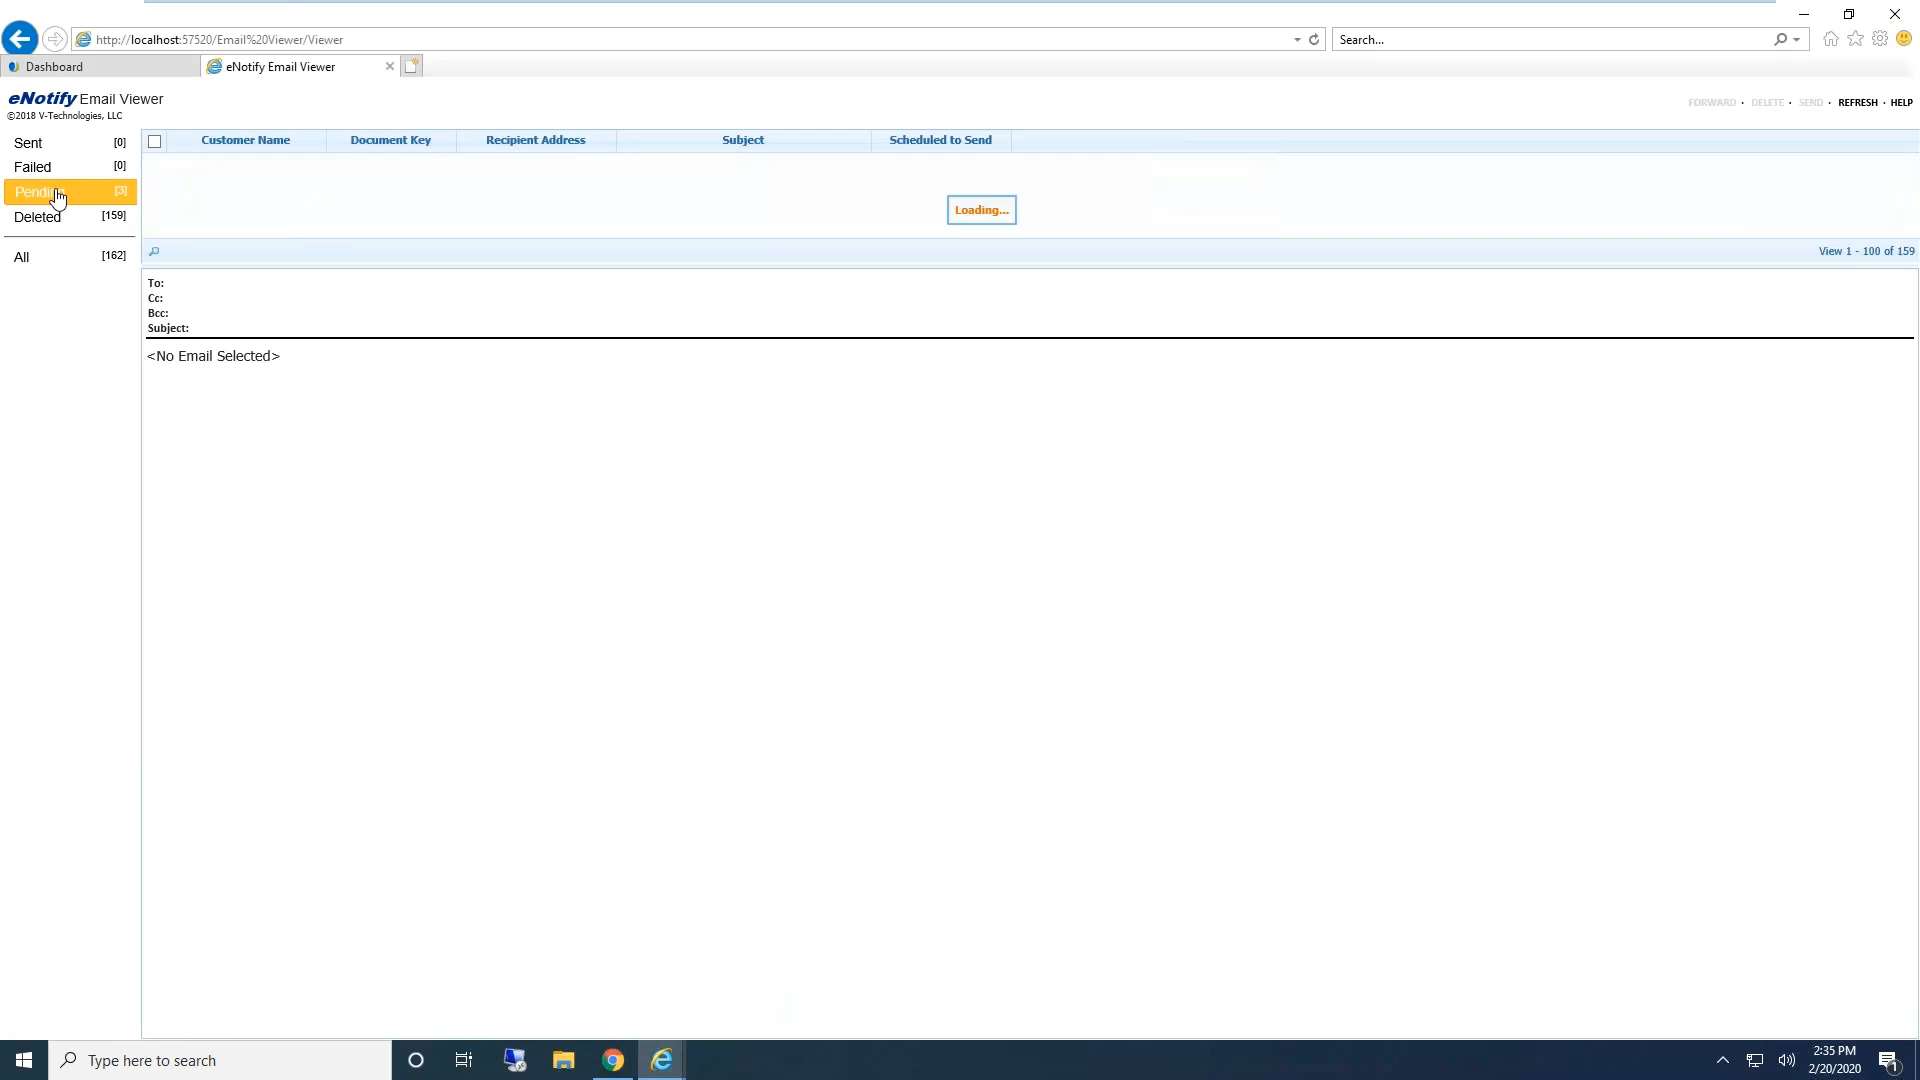 http://localhost:57520/Email%20Viewer/Viewer
Search...
Dashboard
eNotify Email Viewer
eNotify Email Viewer
©2018 V-Technologies, LLC
FORWARD · DELETE · SEND · REFRESH · HELP
Sent [0]
Failed [0]
Pending [3]
Deleted [159]
All [162]
Customer Name Document Key Recipient Address Subject Scheduled to Send
Loading...
View 1 - 100 of 159
To:
Cc:
Bcc:
Subject:
<No Email Selected>
Type here to search
2:35 PM
2/20/2020
1